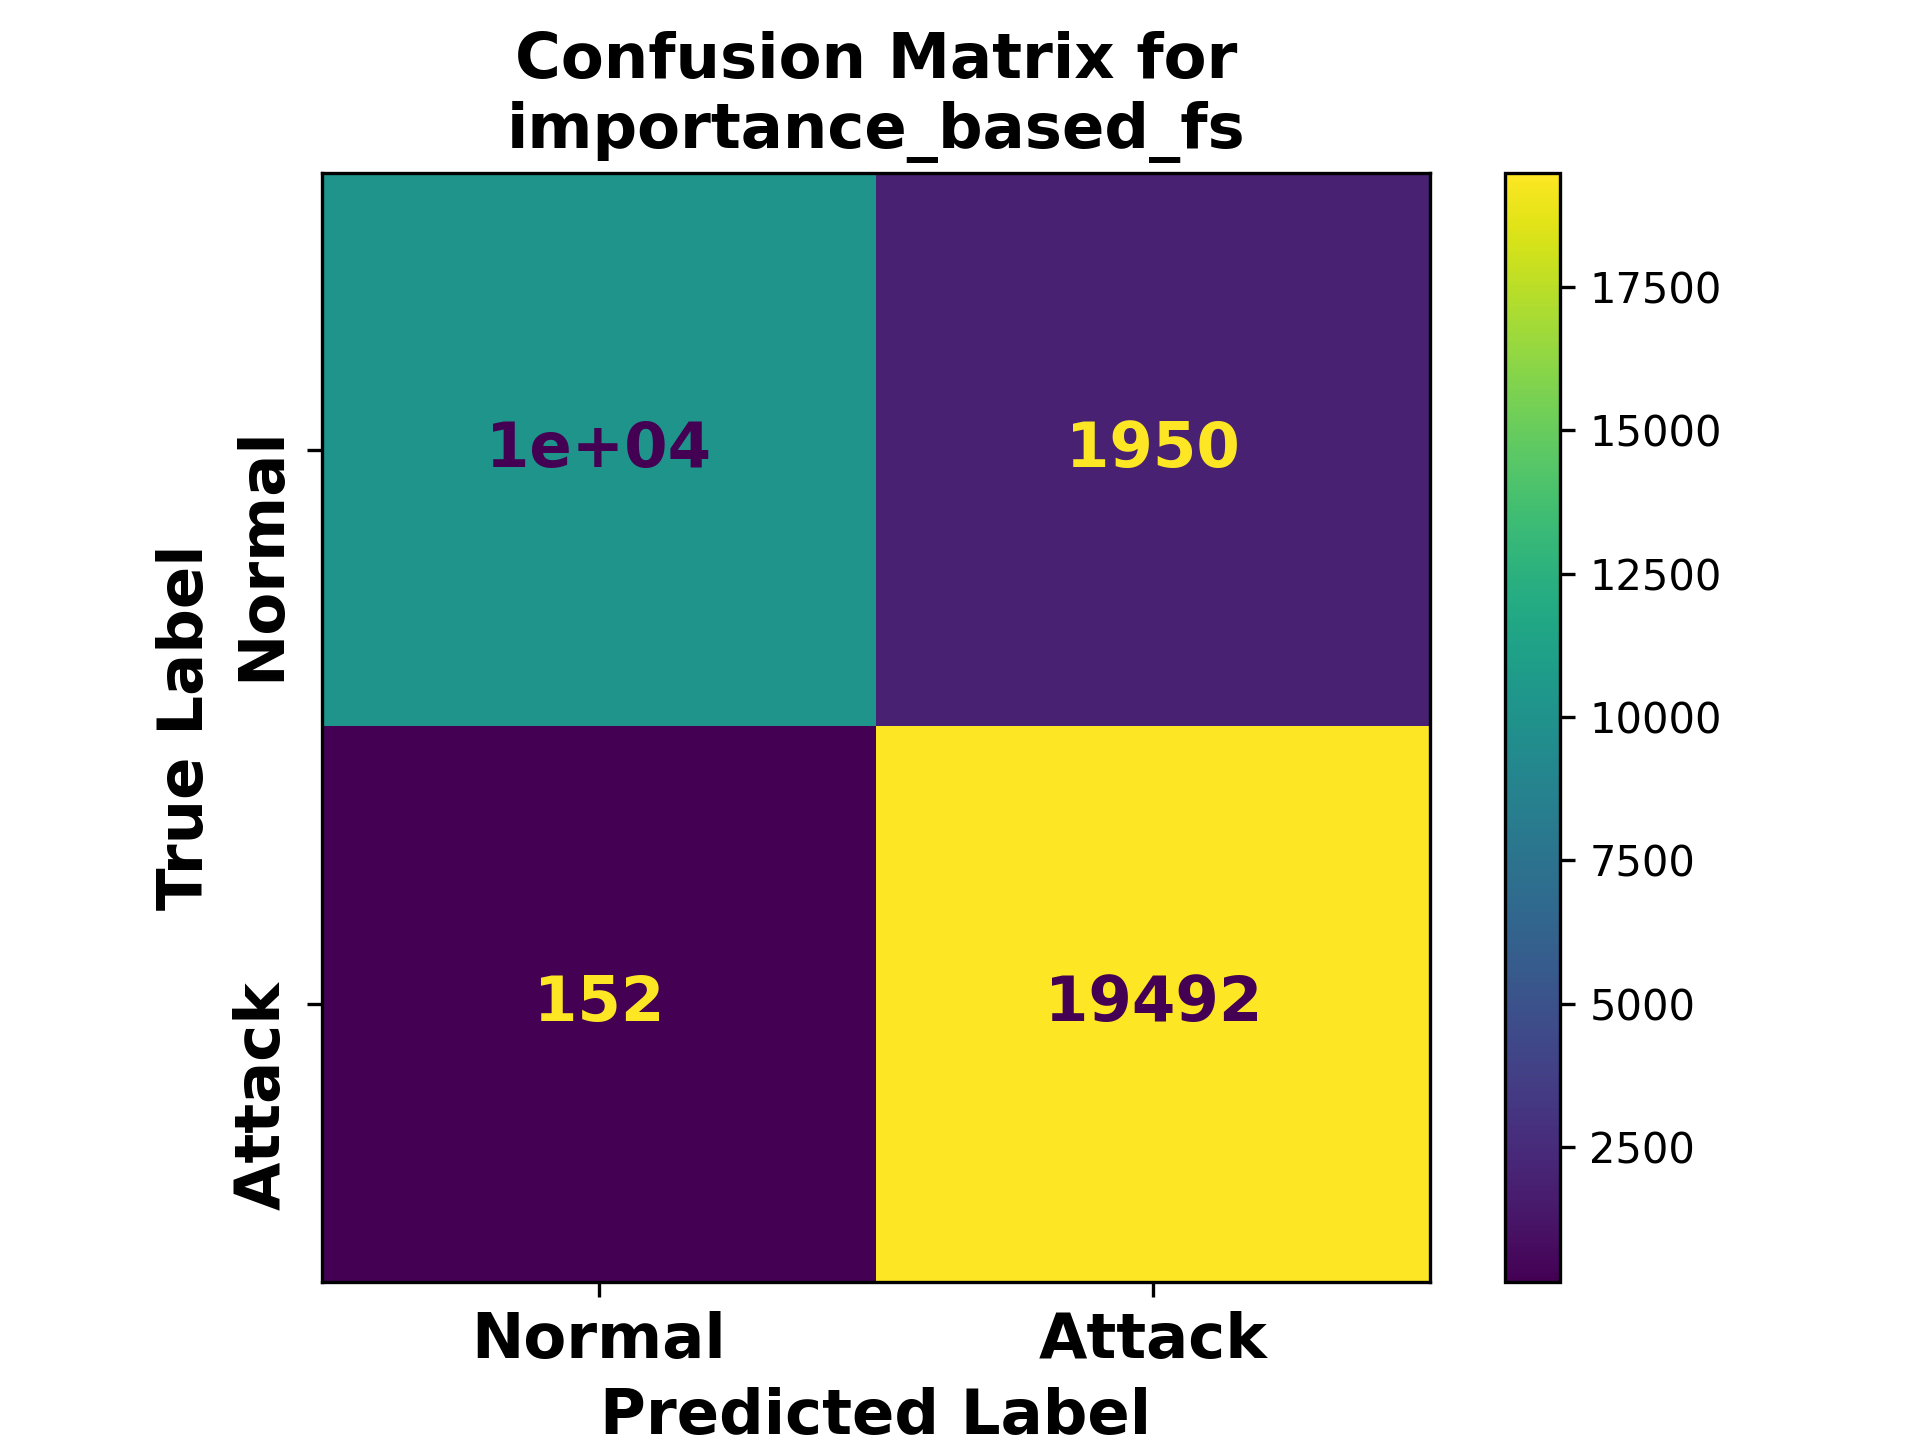 Confusion Matrix for
importance_based_fs
True Label
Normal
Attack
1e+04
1950
152
19492
Normal
Attack
Predicted Label
17500
15000
12500
10000
7500
5000
2500